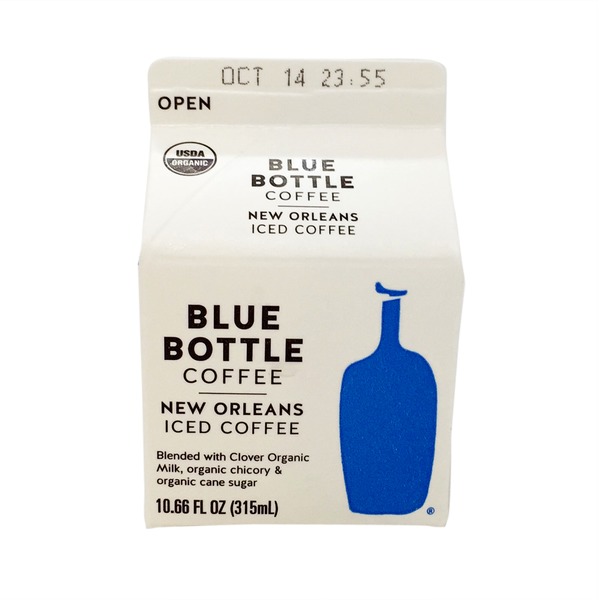 OCT 14 23:55
OPEN
USDA
ORGANIC
BLUE
BOTTLE
COFFEE
NEW ORLEANS
ICED COFFEE
BLUE
BOTTLE
COFFEE
NEW ORLEANS
ICED COFFEE
Blended with Clover Organic
Milk, organic chicory &
organic cane sugar
10.66 FL OZ (315mL)
®